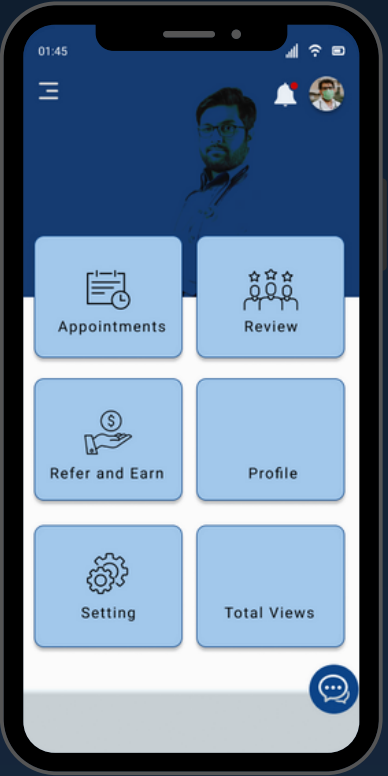 01:45
Appointments
Review
Refer and Earn
Profile
Setting
Total Views